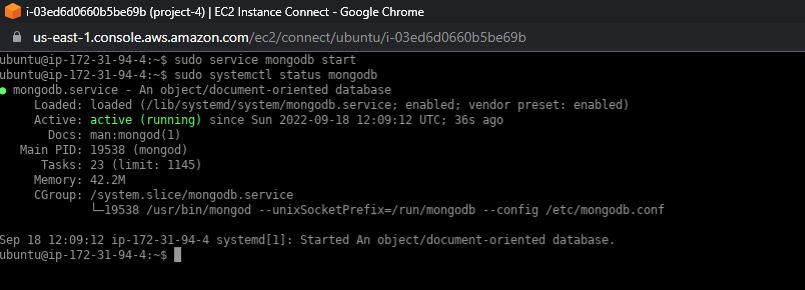 i-03ed6d0660b5be69b (project-4) | EC2 Instance Connect - Google Chrome
us-east-1.console.aws.amazon.com/ec2/connect/ubuntu/i-03ed6d0660b5be69b
ubuntu@ip-172-31-94-4:~$ sudo service mongodb start
ubuntu@ip-172-31-94-4:~$ sudo systemctl status mongodb
● mongodb.service - An object/document-oriented database
     Loaded: loaded (/lib/systemd/system/mongodb.service; enabled; vendor preset: enabled)
     Active: active (running) since Sun 2022-09-18 12:09:12 UTC; 36s ago
       Docs: man:mongod(1)
   Main PID: 19538 (mongod)
      Tasks: 23 (limit: 1145)
     Memory: 42.2M
     CGroup: /system.slice/mongodb.service
             └─19538 /usr/bin/mongod --unixSocketPrefix=/run/mongodb --config /etc/mongodb.conf
Sep 18 12:09:12 ip-172-31-94-4 systemd[1]: Started An object/document-oriented database.
ubuntu@ip-172-31-94-4:~$